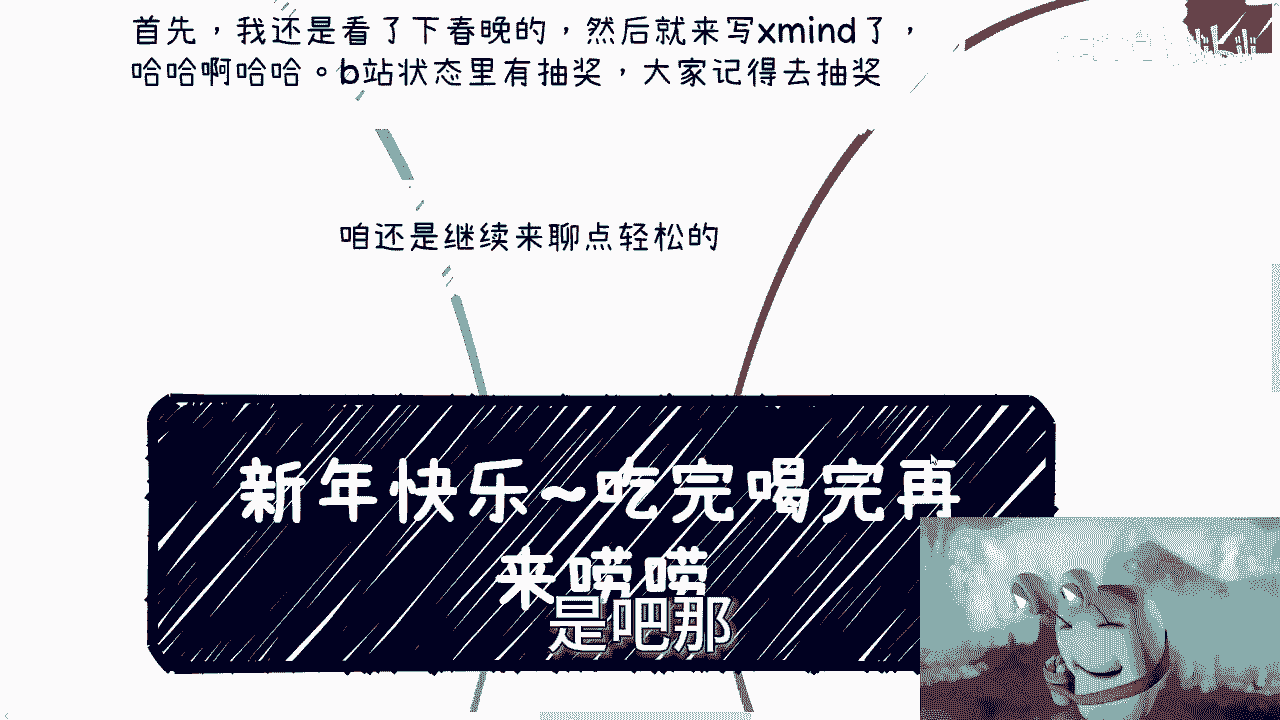 首先，我还是看了下春晚的，然后就来写xmind了，
哈哈啊哈哈。b站状态里有抽奖，大家记得去抽奖
咱还是继续来聊点轻松的
新年快乐~吃完喝完再
来唠唠
是吧那